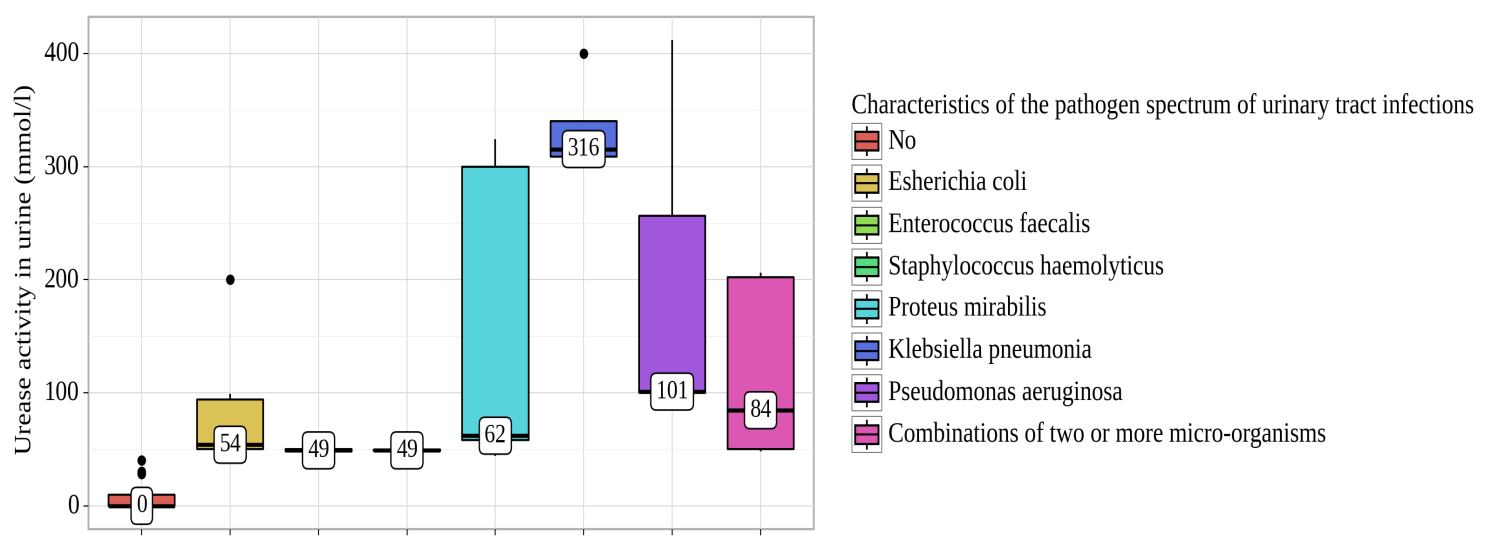 Urease activity in urine (mmol/l)
400
300
200
100
0
0
54
49
49
62
316
101
84
Characteristics of the pathogen spectrum of urinary tract infections
No
Esherichia coli
Enterococcus faecalis
Staphylococcus haemolyticus
Proteus mirabilis
Klebsiella pneumonia
Pseudomonas aeruginosa
Combinations of two or more micro-organisms